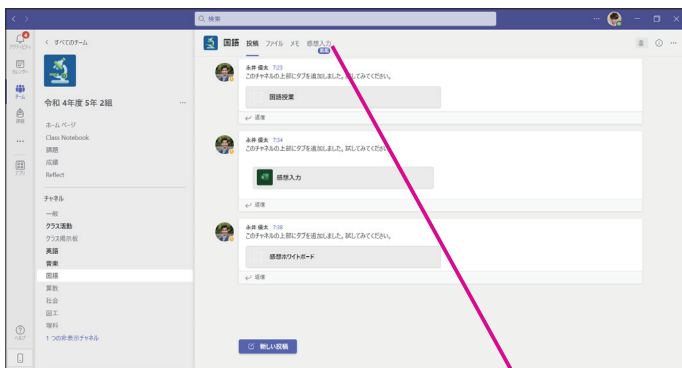 検索
4
アクティビティ
カレンダー
チーム
課題
アプリ
ヘルプ
すべてのチーム
令和 4年度 5年 2組
ホーム ページ
Class Notebook
課題
成績
Reflect
チャネル
一般
クラス活動
クラス掲示板
英語
音楽
国語
算数
社会
図工
理科
1 つの非表示チャネル
国語 投稿 ファイル メモ 感想入力
新規
永井 優太 7:23
このチャネルの上部にタブを追加しました。試してみてください。
国語授業
返信
永井 優太 7:34
このチャネルの上部にタブを追加しました。試してみてください。
感想入力
返信
永井 優太 7:38
このチャネルの上部にタブを追加しました。試してみてください。
感想ホワイトボード
返信
新しい投稿